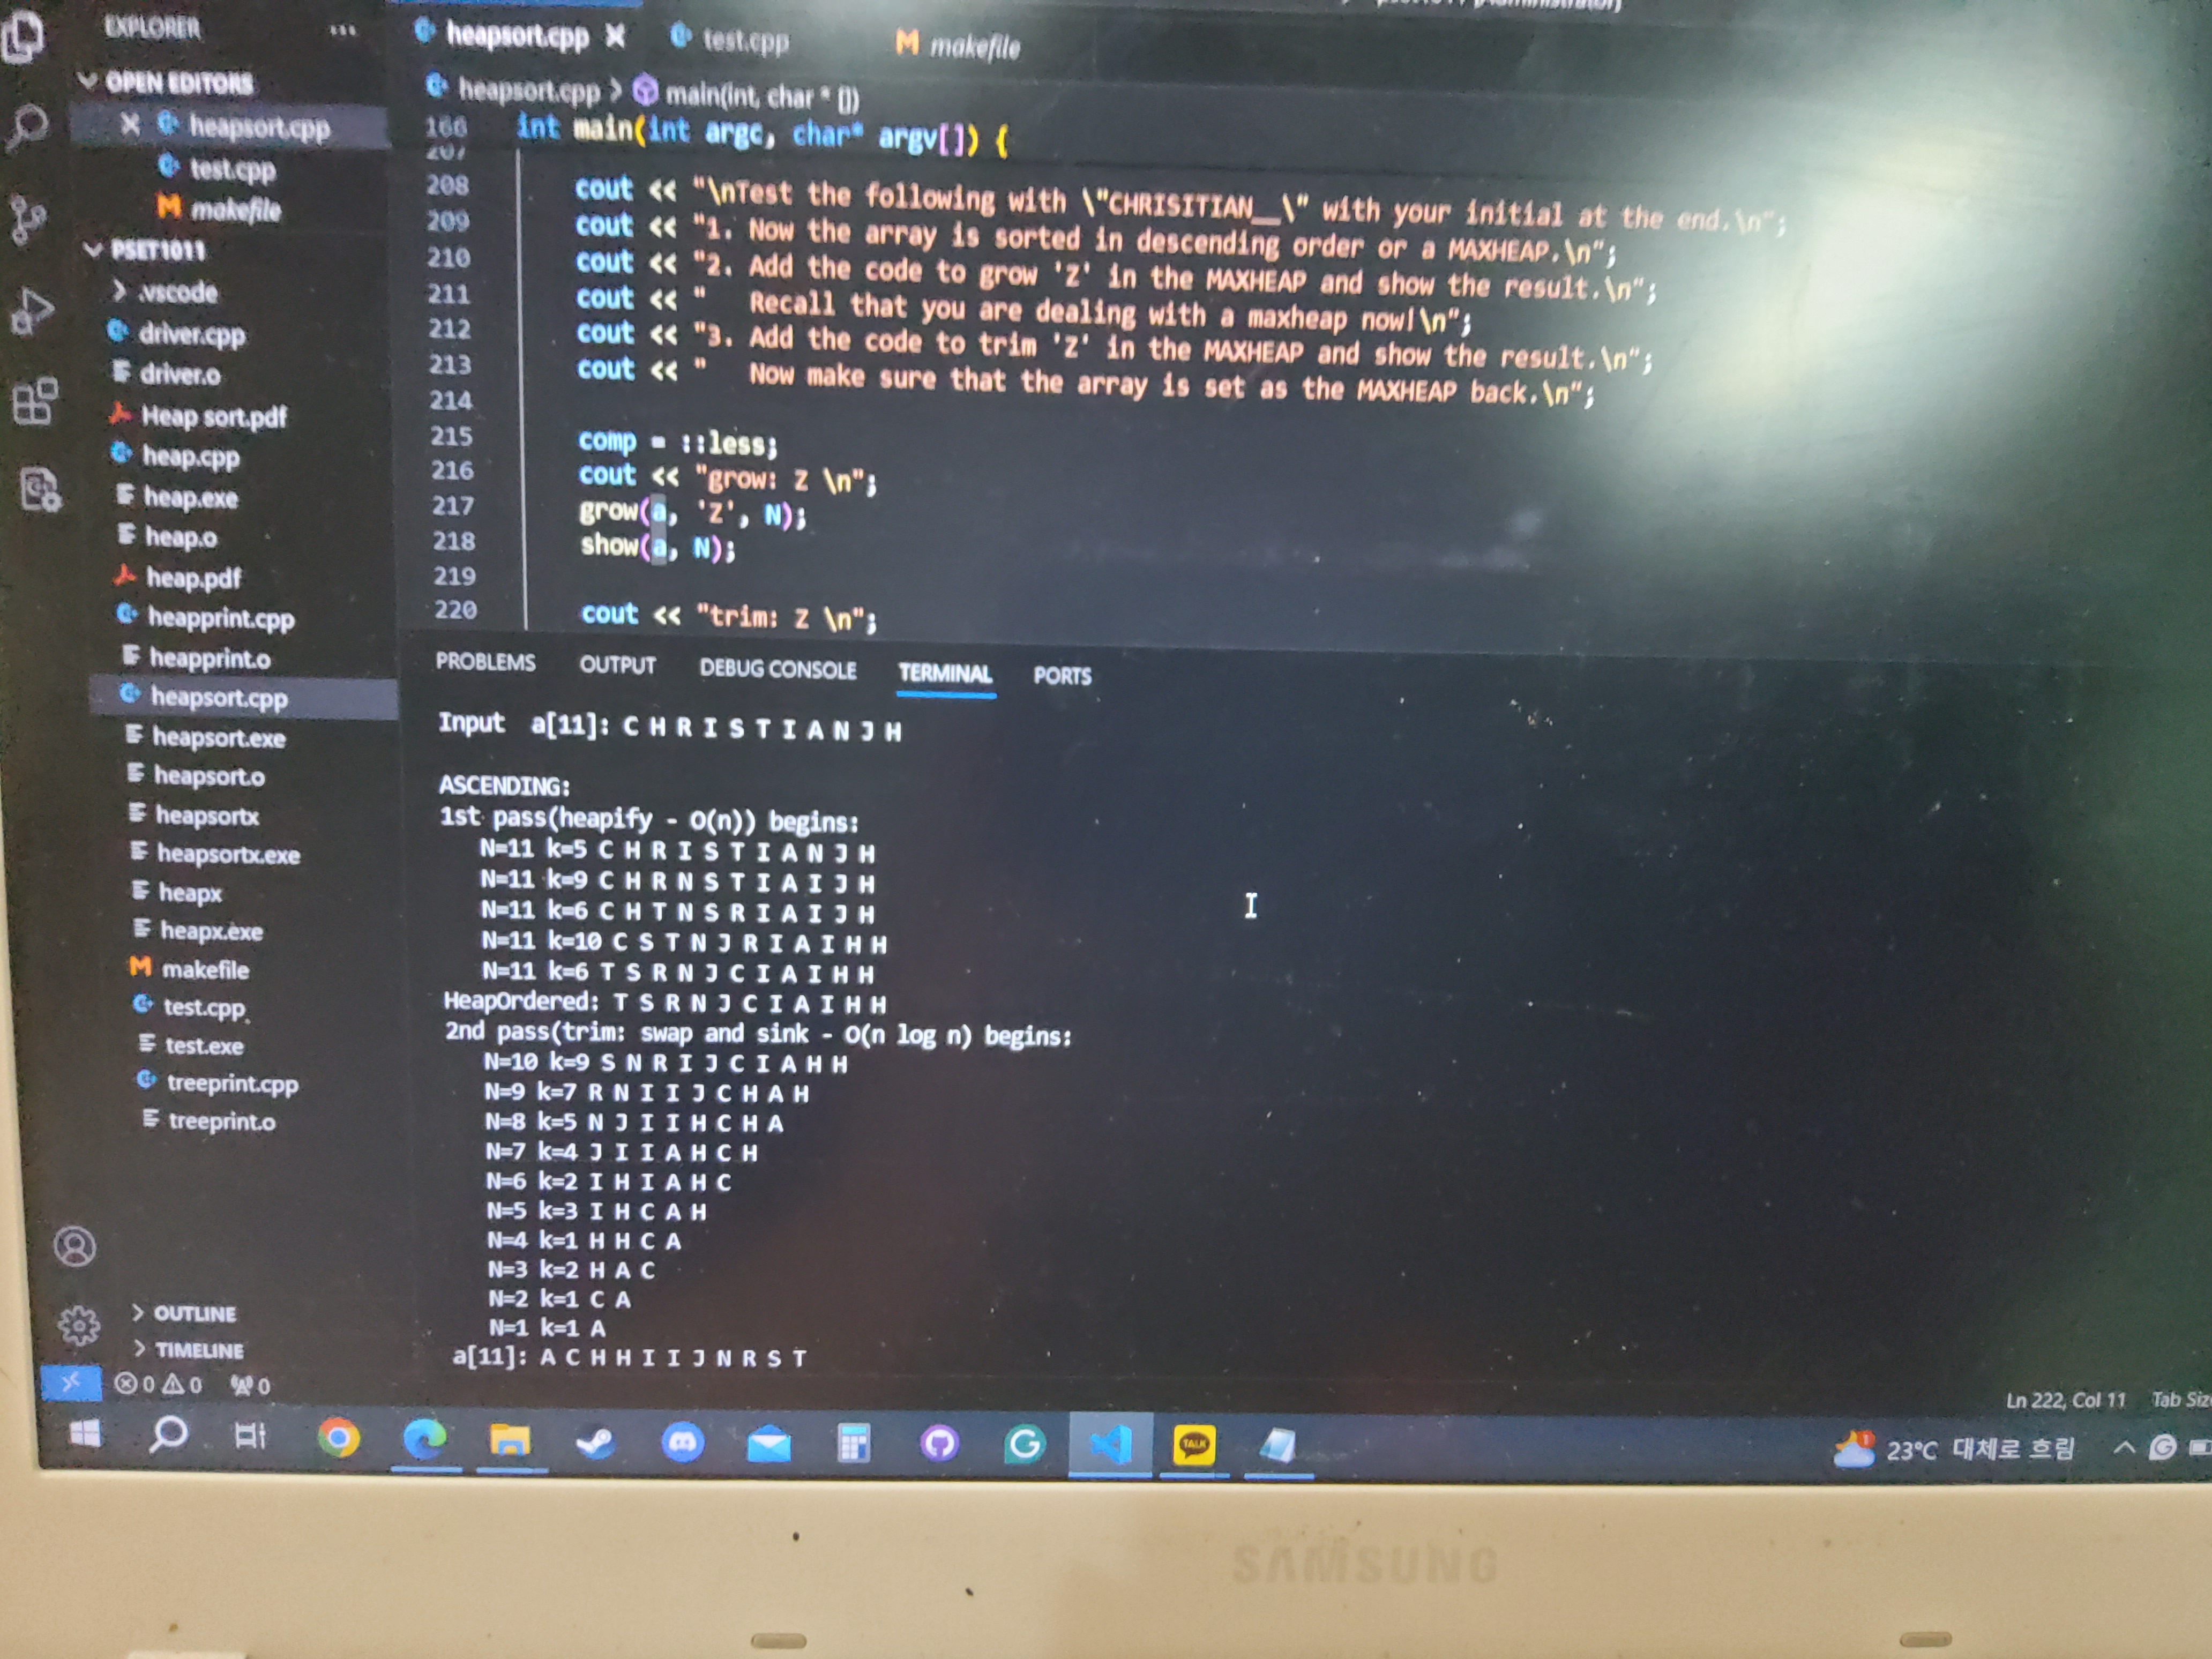 EXPLORER
OPEN EDITORS
heapsort.cpp
test.cpp
makefile
PSET1011
.vscode
driver.cpp
driver.o
Heap sort.pdf
heap.cpp
heap.exe
heap.o
heap.pdf
heapprint.cpp
heapprint.o
heapsort.cpp
heapsort.exe
heapsort.o
heapsortx
heapsortx.exe
heapx
heapx.exe
makefile
test.cpp
test.exe
treeprint.cpp
treeprint.o
OUTLINE
TIMELINE
heapsort.cpp test.cpp makefile
heapsort.cpp > main(int, char * [])
166 int main(int argc, char* argv[]) {
207
208 cout << "\nTest the following with \"CHRISITIAN__\" with your initial at the end.\n";
209 cout << "1. Now the array is sorted in descending order or a MAXHEAP.\n";
210 cout << "2. Add the code to grow 'Z' in the MAXHEAP and show the result.\n";
211 cout << " Recall that you are dealing with a maxheap now!\n";
212 cout << "3. Add the code to trim 'Z' in the MAXHEAP and show the result.\n";
213 cout << " Now make sure that the array is set as the MAXHEAP back.\n";
214
215 comp = ::less;
216 cout << "grow: Z \n";
217 grow(a, 'Z', N);
218 show(a, N);
219
220 cout << "trim: Z \n";
PROBLEMS OUTPUT DEBUG CONSOLE TERMINAL PORTS
Input a[11]: C H R I S T I A N J H
ASCENDING:
1st pass(heapify - O(n)) begins:
N=11 k=5 C H R I S T I A N J H
N=11 k=9 C H R N S T I A I J H
N=11 k=6 C H T N S R I A I J H
N=11 k=10 C S T N J R I A I H H
N=11 k=6 T S R N J C I A I H H
HeapOrdered: T S R N J C I A I H H
2nd pass(trim: swap and sink - O(n log n) begins:
N=10 k=9 S N R I J C I A H H
N=9 k=7 R N I I J C H A H
N=8 k=5 N J I I H C H A
N=7 k=4 J I I A H C H
N=6 k=2 I H I A H C
N=5 k=3 I H C A H
N=4 k=1 H H C A
N=3 k=2 H A C
N=2 k=1 C A
N=1 k=1 A
a[11]: A C H H I I J N R S T
0 0 0
Ln 222, Col 11 Tab
TALK
1
23°C 대체로 흐림
SAMSUNG